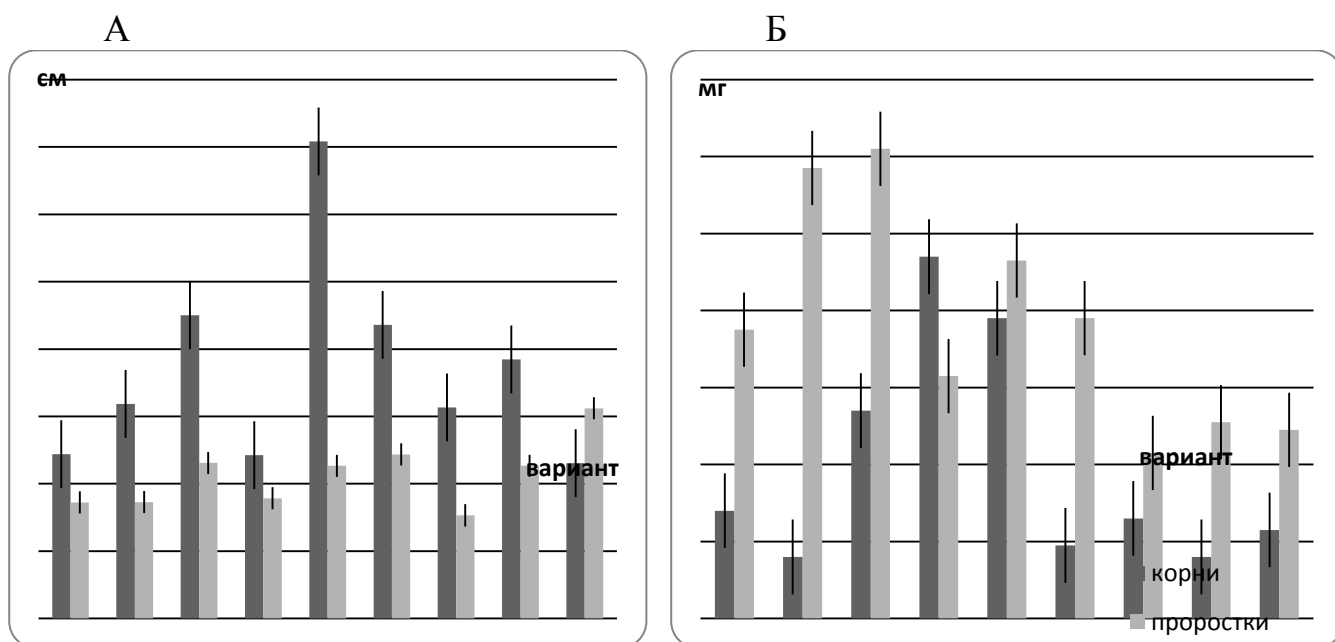 А
Б
см
мг
вариант
вариант
корни
проростки